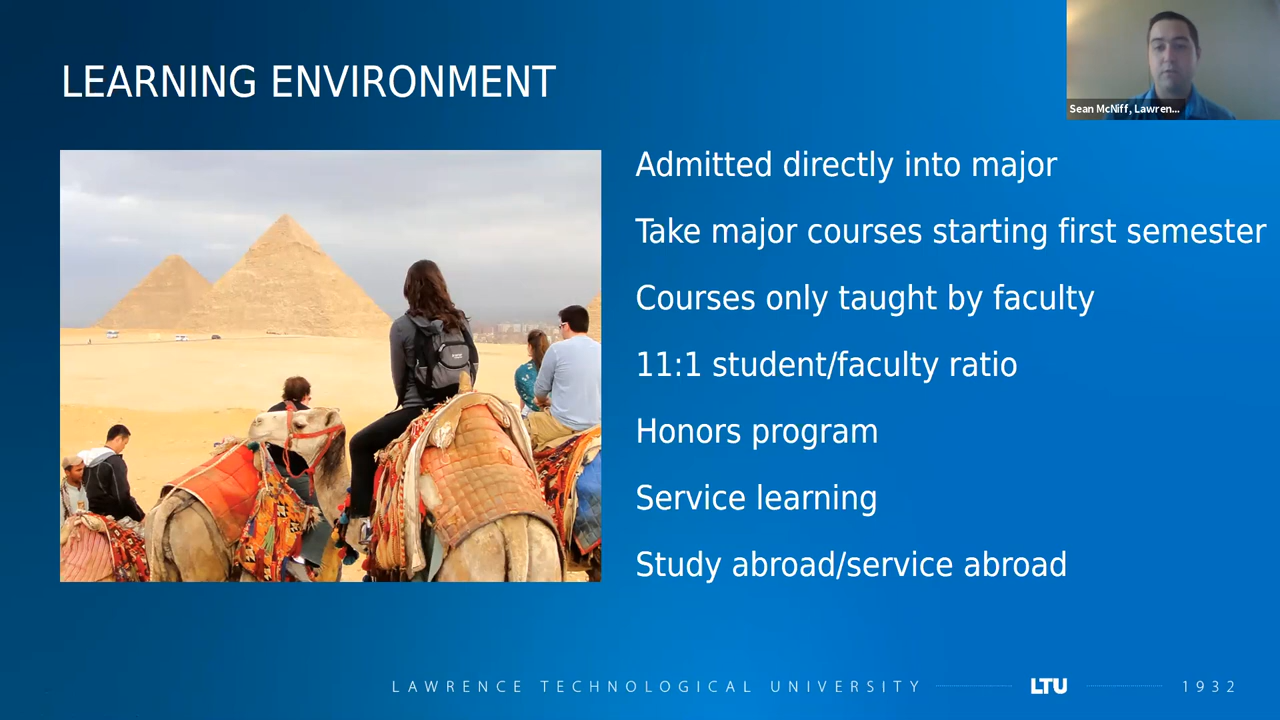 LEARNING ENVIRONMENT
Sean McNiff, Lawren...
Admitted directly into major
Take major courses starting first semester
Courses only taught by faculty
11:1 student/faculty ratio
Honors program
Service learning
Study abroad/service abroad
LAWRENCE TECHNOLOGICAL UNIVERSITY LTU 1932